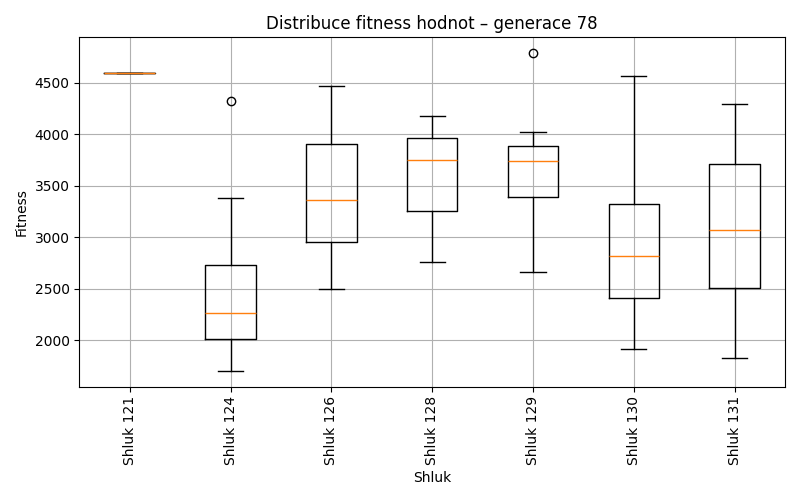 Distribuce fitness hodnot – generace 78
Fitness
4500
4000
3500
3000
2500
2000
Shluk 121
Shluk 124
Shluk 126
Shluk 128
Shluk 129
Shluk 130
Shluk 131
Shluk